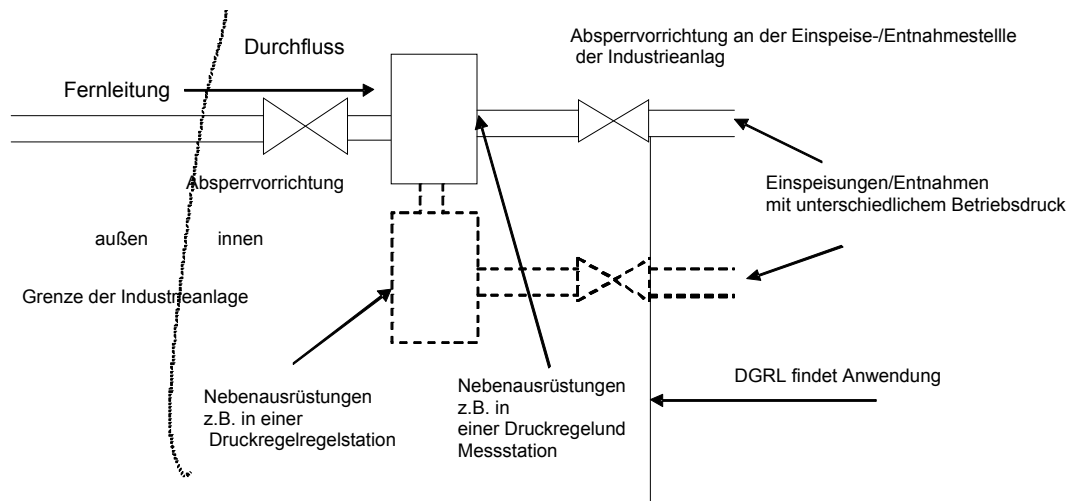 Durchfluss
Absperrvorrichtung an der Einspeise-/Entnahmestellle
der Industrieanlag
Fernleitung
Absperrvorrichtung
Einspeisungen/Entnahmen
mit unterschiedlichem Betriebsdruck
außen
innen
Grenze der Industrieanlage
Nebenausrüstungen
z.B. in einer
Druckregelregelstation
Nebenausrüstungen
z.B. in
einer Druckregelund
Messstation
DGRL findet Anwendung